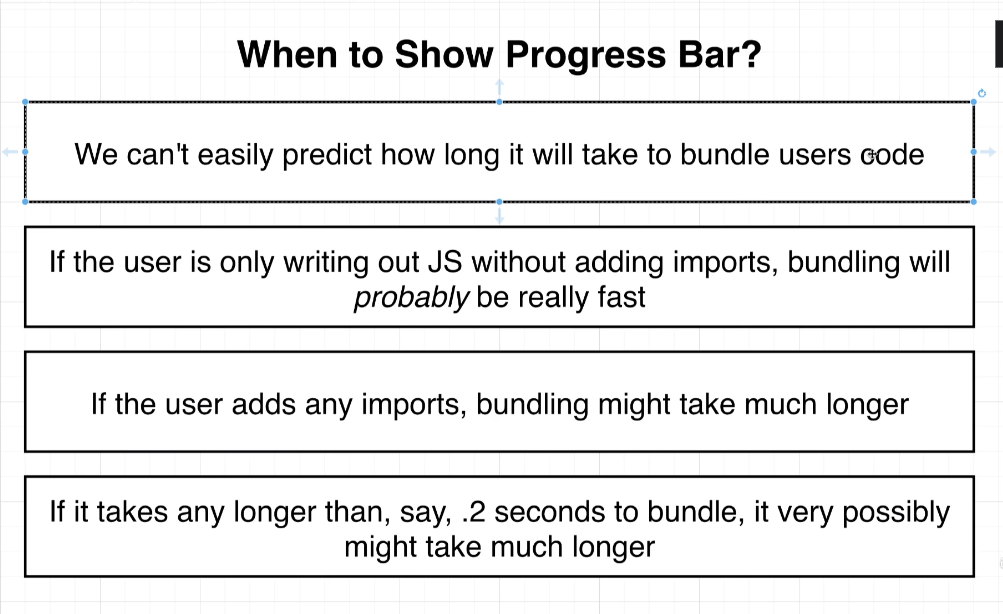 When to Show Progress Bar?
We can't easily predict how long it will take to bundle users code
If the user is only writing out JS without adding imports, bundling will
probably be really fast
If the user adds any imports, bundling might take much longer
If it takes any longer than, say, .2 seconds to bundle, it very possibly
might take much longer